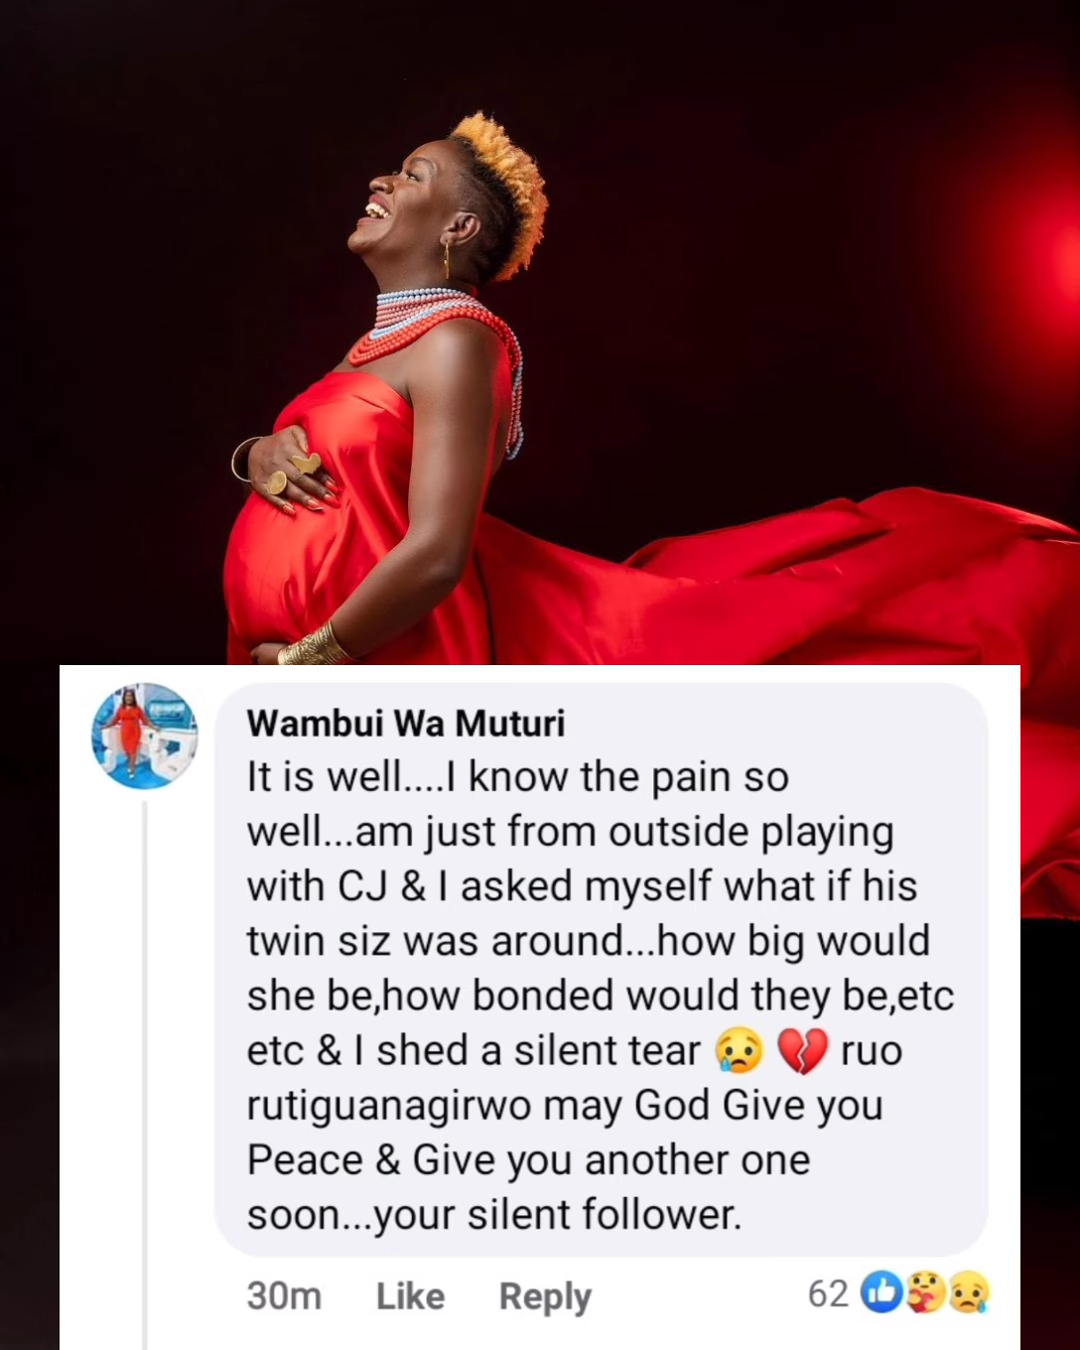 Wambui Wa Muturi
It is well....I know the pain so
well...am just from outside playing
with CJ & I asked myself what if his
twin siz was around...how big would
she be,how bonded would they be,etc
etc & I shed a silent tear 😢 💔 ruo
rutiguanagirwo may God Give you
Peace & Give you another one
soon...your silent follower.
30m Like Reply 62